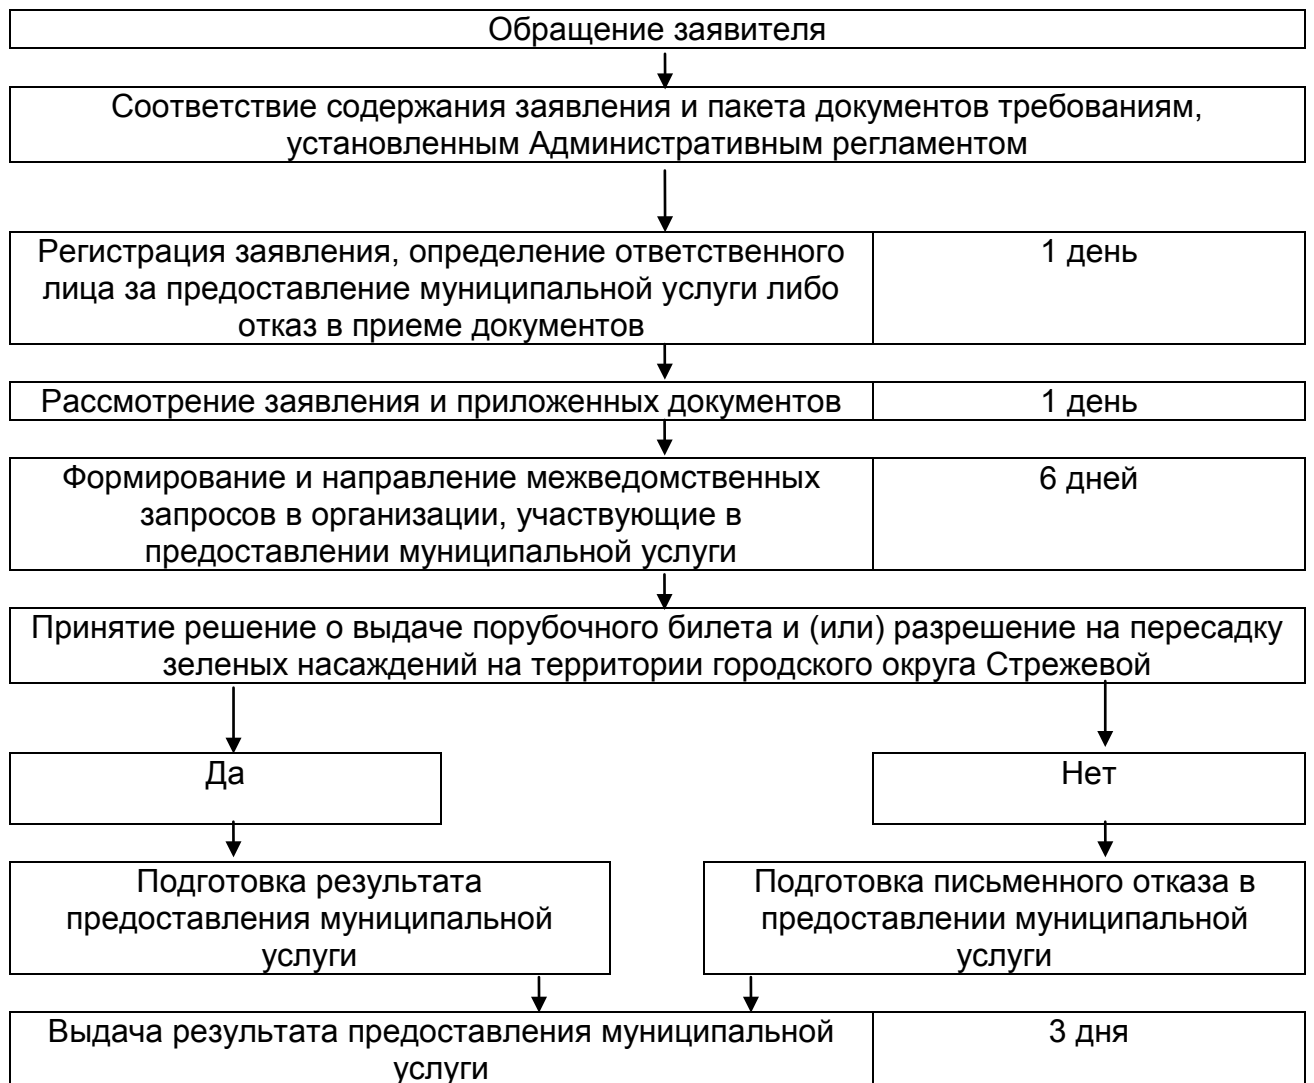 Обращение заявителя
Соответствие содержания заявления и пакета документов требованиям,
установленным Административным регламентом
Регистрация заявления, определение ответственного
лица за предоставление муниципальной услуги либо
отказ в приеме документов
1 день
Рассмотрение заявления и приложенных документов
1 день
Формирование и направление межведомственных
запросов в организации, участвующие в
предоставлении муниципальной услуги
6 дней
Принятие решение о выдаче порубочного билета и (или) разрешение на пересадку
зеленых насаждений на территории городского округа Стрежевой
Да
Нет
Подготовка результата
предоставления муниципальной
услуги
Подготовка письменного отказа в
предоставлении муниципальной
услуги
Выдача результата предоставления муниципальной
услуги
3 дня